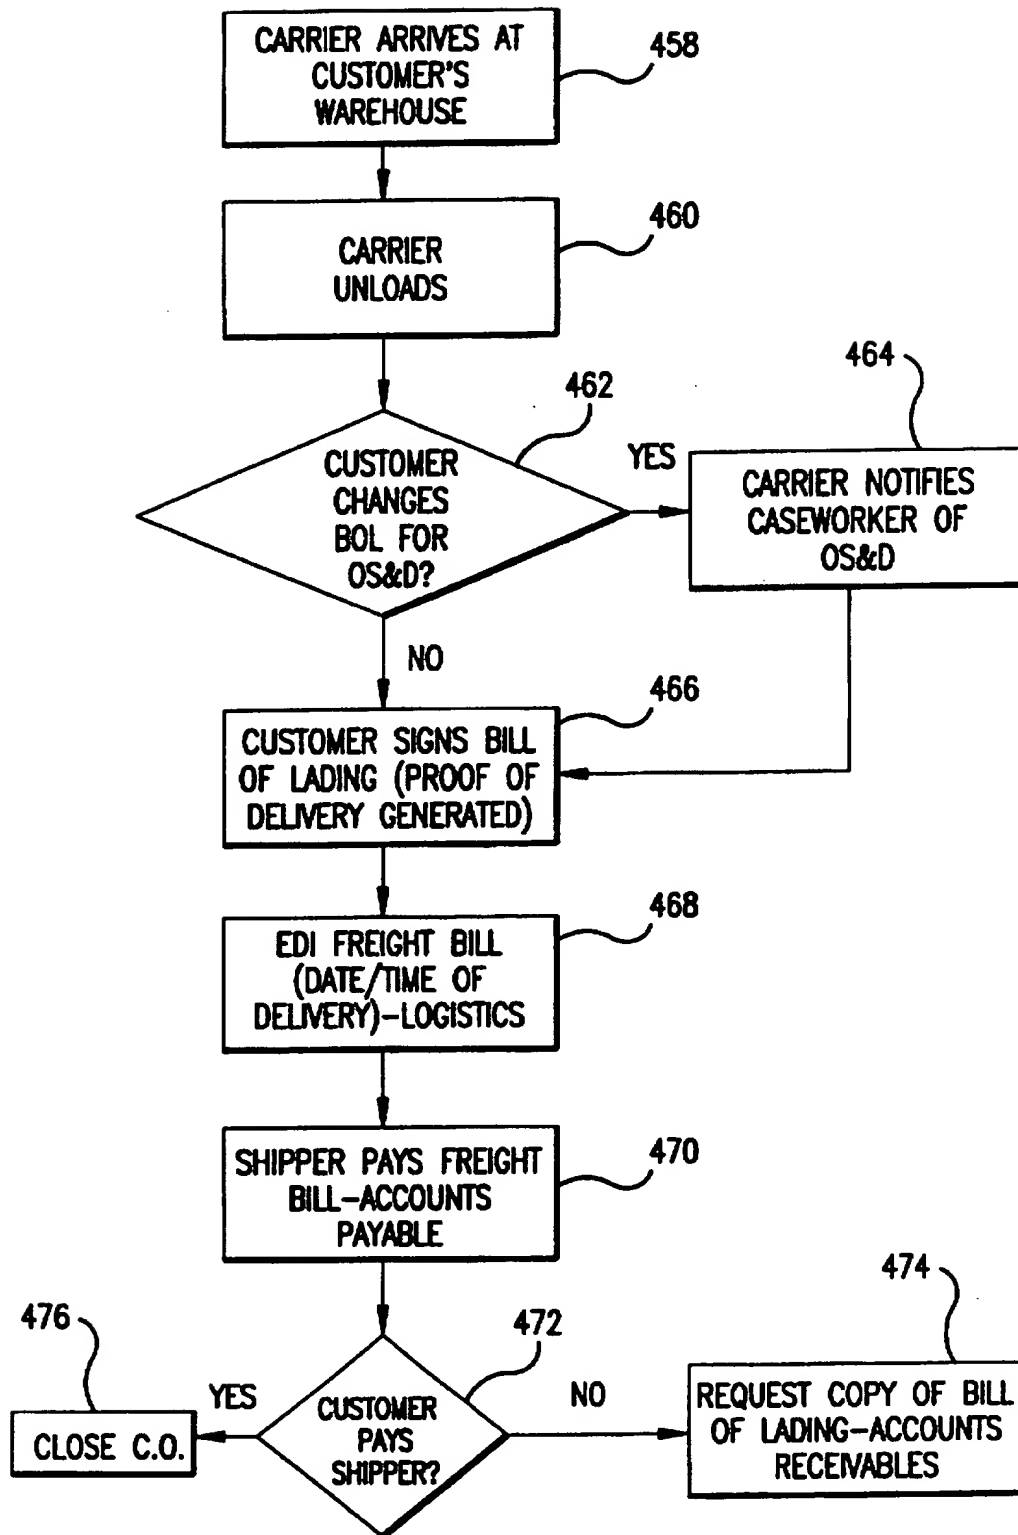 CARRIER ARRIVES AT
CUSTOMER'S
WAREHOUSE
458
CARRIER
UNLOADS
460
CUSTOMER
CHANGES
BOL FOR
OS&D?
462
YES
CARRIER NOTIFIES
CASEWORKER OF
OS&D
464
NO
CUSTOMER SIGNS BILL
OF LADING (PROOF OF
DELIVERY GENERATED)
466
EDI FREIGHT BILL
(DATE/TIME OF
DELIVERY)-LOGISTICS
468
SHIPPER PAYS FREIGHT
BILL-ACCOUNTS
PAYABLE
470
CUSTOMER
PAYS
SHIPPER?
472
YES
CLOSE C.O.
476
NO
REQUEST COPY OF BILL
OF LADING-ACCOUNTS
RECEIVABLES
474